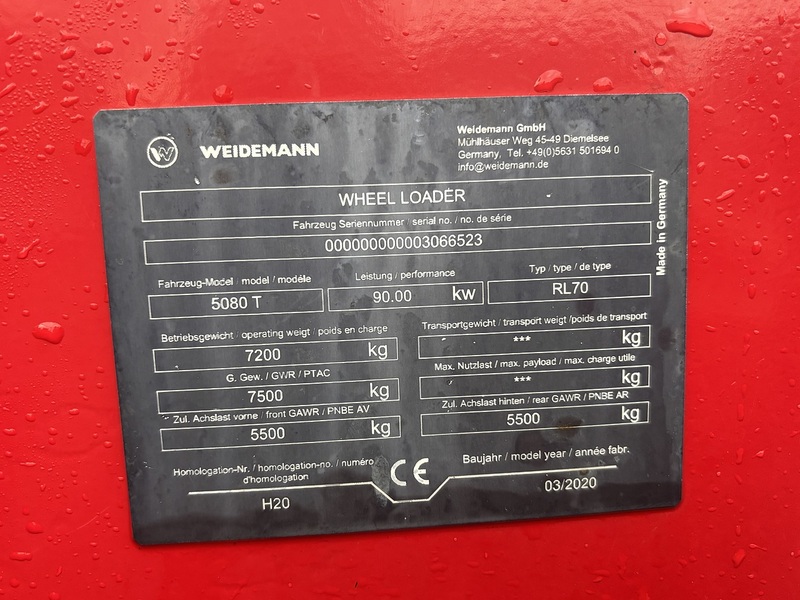 W WEIDEMANN
Weidemann GmbH
Mühlhäuser Weg 45-49 Diemelsee
Germany, Tel. +49(0)5631 501694 0
info@weidemann.de
WHEEL LOADER
Fahrzeug Seriennummer / serial no. / no. de série
000000000003066523
Made in Germany
Fahrzeug-Model / model / modéle
5080 T
Leistung / performance
90.00 kw
Typ / type / de type
RL70
Betriebsgewicht / operating weigt / poids en charge
7200 kg
Transportgewicht / transport weigt /poids de transport
*** kg
G. Gew. / GWR / PTAC
7500 kg
Max. Nutzlast / max. payload / max. charge utile
*** kg
Zul. Achslast vorne / front GAWR / PNBE AV
5500 kg
Zul. Achslast hinten / rear GAWR / PNBE AR
5500 kg
Homologation-Nr. / homologation-no. / numéro
d'homologation
H20
CE
Baujahr / model year / année fabr.
03/2020